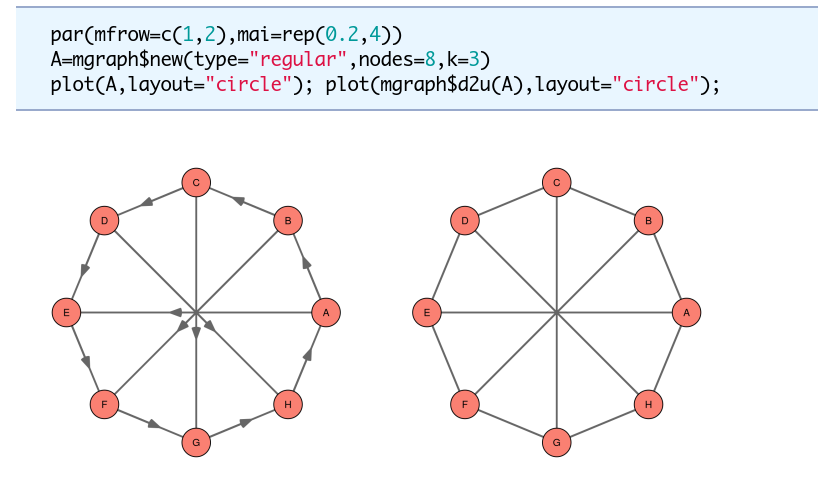 par(mfrow=c(1,2),mai=rep(0.2,4))
A=mgraph$new(type="regular",nodes=8,k=3)
plot(A,layout="circle"); plot(mgraph$d2u(A),layout="circle");
C C
D B D B
E A E A
F H F H
G G